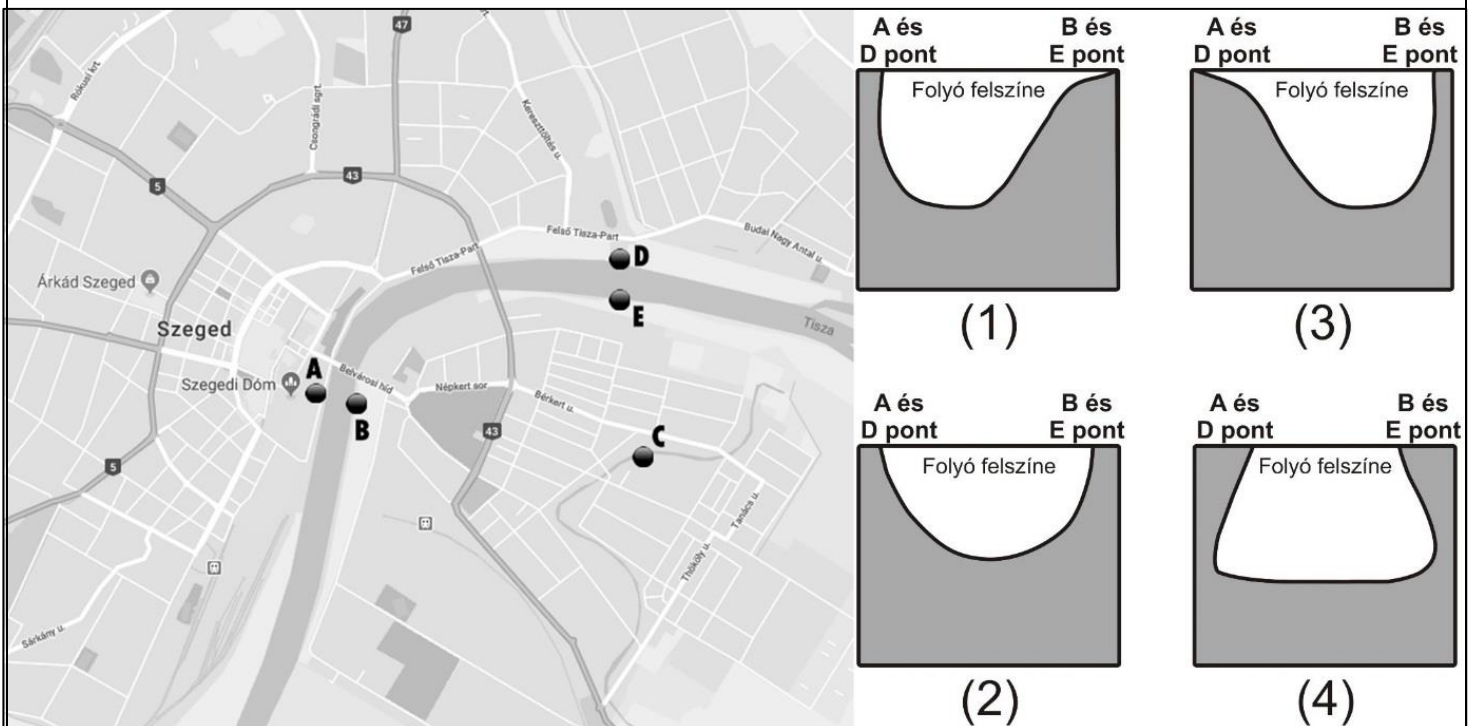 47
Rókusi krt.
Csongrádi sgrt.
Kereszttöltés u.
43
5
Felső Tisza-Part
Budai Nagy Antal u.
Felső Tisza-Part
Árkád Szeged
D
E
Tisza
Szeged
Szegedi Dóm
A
Belvárosi híd
B
Népkert sor
Bérkert u.
43
C
5
Tanács u.
Thököly u.
Sárkány u.
A és
D pont
B és
E pont
Folyó felszíne
(1)
A és
D pont
B és
E pont
Folyó felszíne
(3)
A és
D pont
B és
E pont
Folyó felszíne
(2)
A és
D pont
B és
E pont
Folyó felszíne
(4)